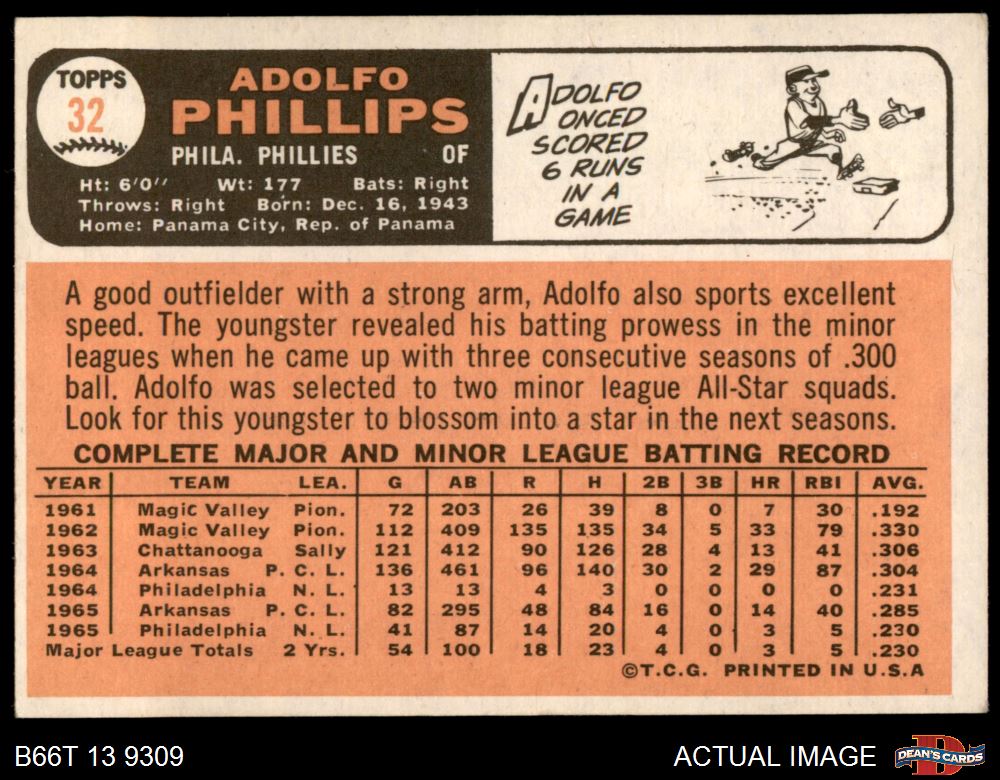 TOPPS
32
ADOLFO
PHILLIPS
PHILA. PHILLIES OF
Ht: 6'0'' Wt: 177 Bats: Right
Throws: Right Born: Dec. 16, 1943
Home: Panama City, Rep. of Panama
ADOLFO
ONCED
SCORED
6 RUNS
IN A
GAME
A good outfielder with a strong arm, Adolfo also sports excellent
speed. The youngster revealed his batting prowess in the minor
leagues when he came up with three consecutive seasons of .300
ball. Adolfo was selected to two minor league All-Star squads.
Look for this youngster to blossom into a star in the next seasons.
COMPLETE MAJOR AND MINOR LEAGUE BATTING RECORD
YEAR TEAM LEA. G AB R H 2B 3B HR RBI AVG.
1961 Magic Valley Pion. 72 203 26 39 8 0 7 30 .192
1962 Magic Valley Pion. 112 409 135 135 34 5 33 79 .330
1963 Chattanooga Sally 121 412 90 126 28 4 13 41 .306
1964 Arkansas P. C. L. 136 461 96 140 30 2 29 87 .304
1964 Philadelphia N. L. 13 13 4 3 0 0 0 0 .231
1965 Arkansas P. C. L. 82 295 48 84 16 0 14 40 .285
1965 Philadelphia N. L. 41 87 14 20 4 0 3 5 .230
Major League Totals 2 Yrs. 54 100 18 23 4 0 3 5 .230
©T.C.G. PRINTED IN U.S.A
B66T 13 9309 ACTUAL IMAGE D DEAN'S CARDS